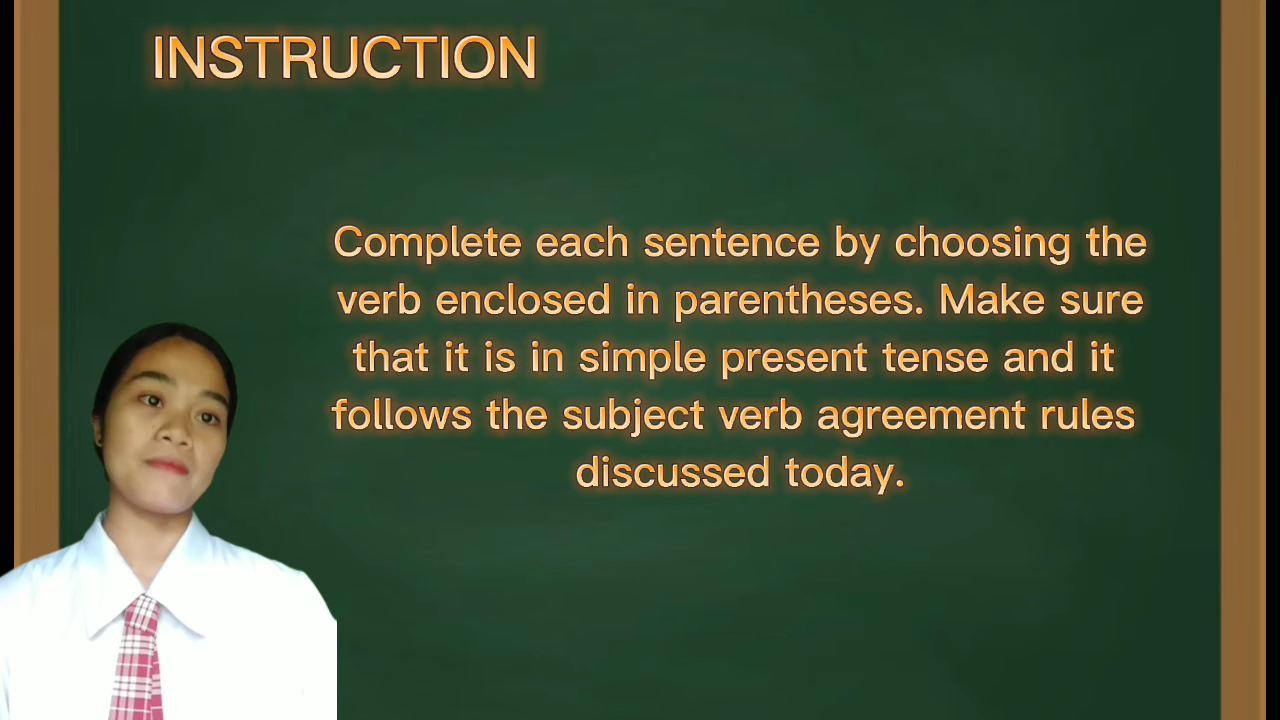 INSTRUCTION
Complete each sentence by choosing the
verb enclosed in parentheses. Make sure
that it is in simple present tense and it
follows the subject verb agreement rules
discussed today.